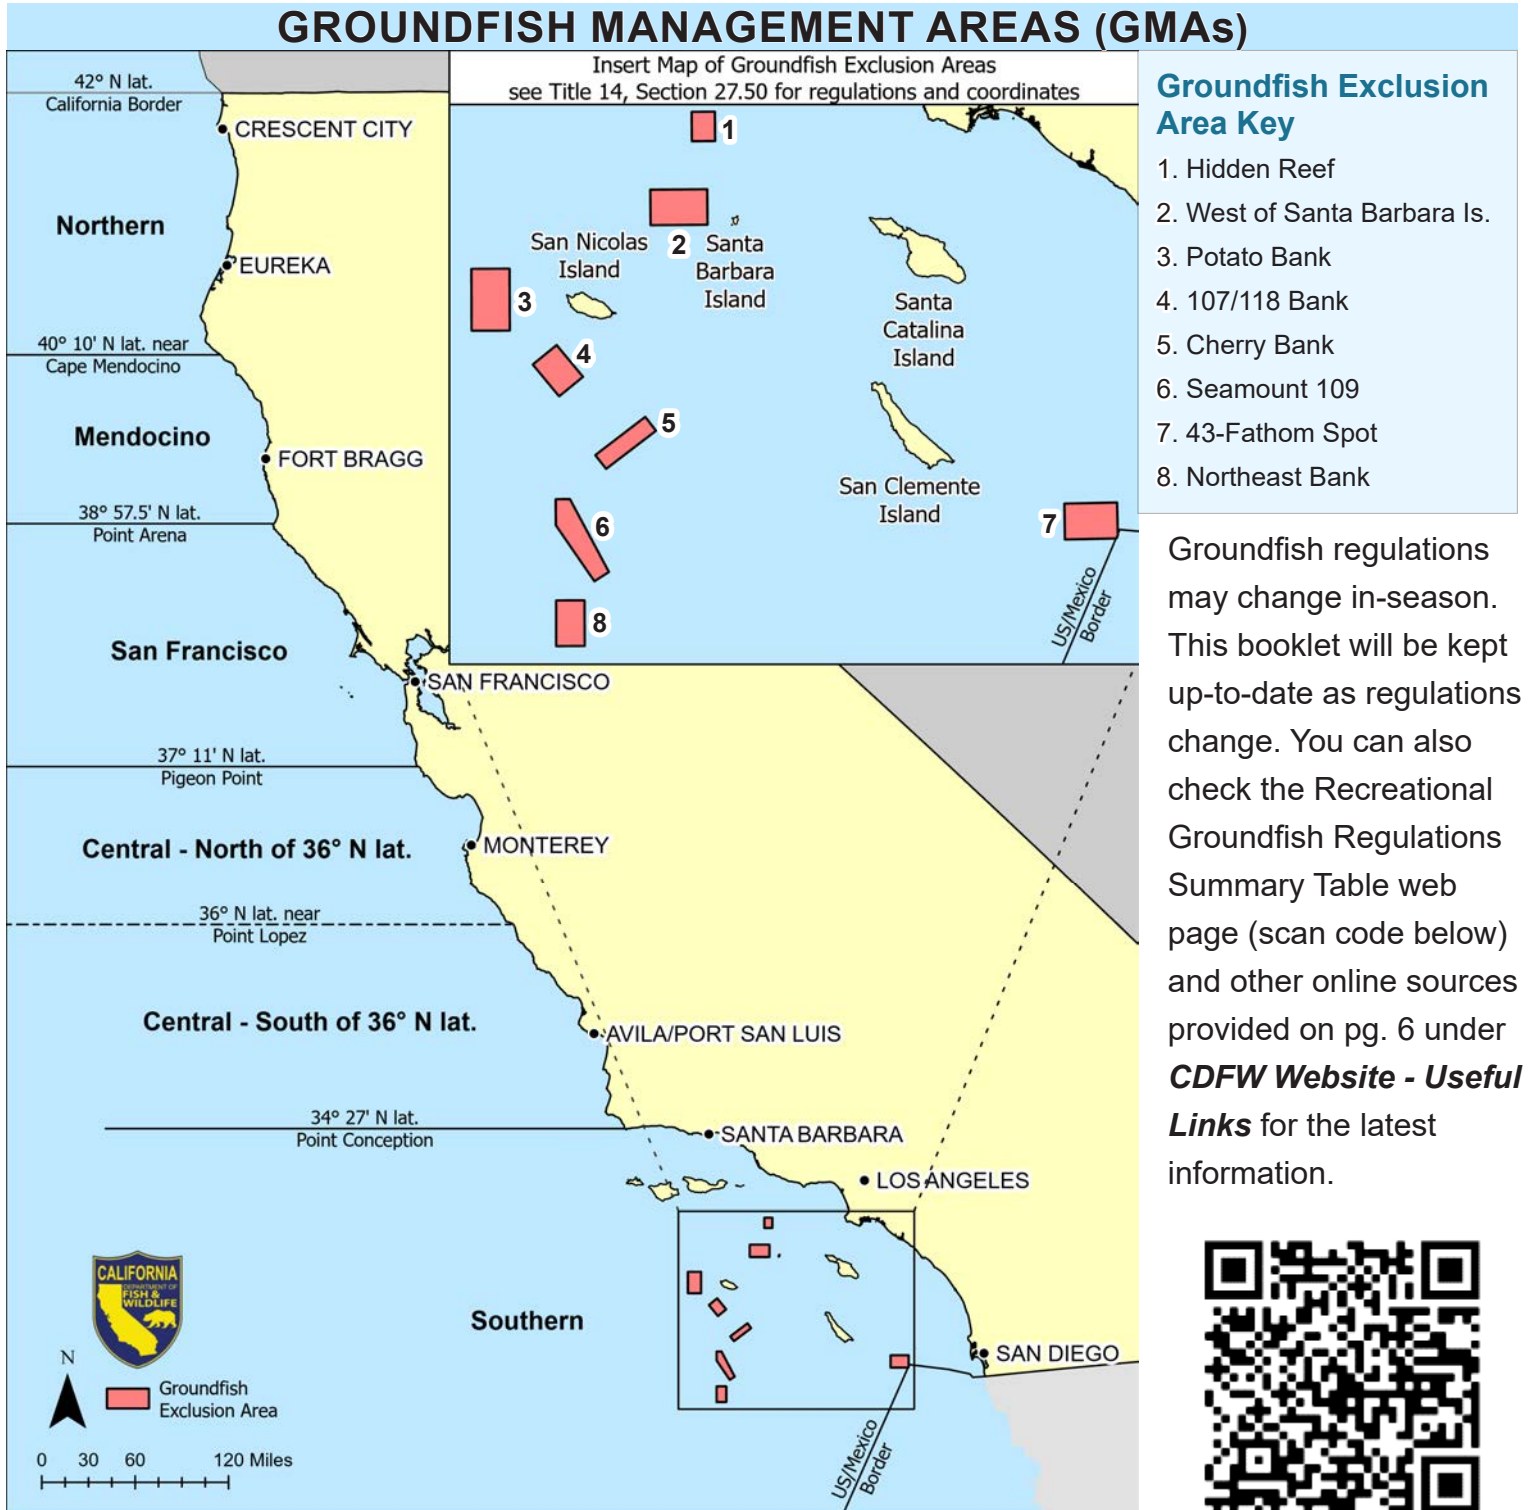 GROUNDFISH MANAGEMENT AREAS (GMAs)
Insert Map of Groundfish Exclusion Areas
see Title 14, Section 27.50 for regulations and coordinates
42° N lat.
California Border
CRESCENT CITY
Northern
EUREKA
40° 10' N lat. near
Cape Mendocino
Mendocino
FORT BRAGG
38° 57.5' N lat.
Point Arena
San Francisco
SAN FRANCISCO
37° 11' N lat.
Pigeon Point
Central - North of 36° N lat.
MONTEREY
36° N lat. near
Point Lopez
Central - South of 36° N lat.
AVILA/PORT SAN LUIS
34° 27' N lat.
Point Conception
SANTA BARBARA
LOS ANGELES
Southern
SAN DIEGO
US/Mexico
Border
CALIFORNIA
DEPARTMENT OF
FISH &
WILDLIFE
N
Groundfish
Exclusion Area
0 30 60 120 Miles
1
2
San Nicolas
Island
Santa
Barbara
Island
3
4
Santa
Catalina
Island
5
San Clemente
Island
6
7
8
US/Mexico
Border
Groundfish Exclusion
Area Key
1. Hidden Reef
2. West of Santa Barbara Is.
3. Potato Bank
4. 107/118 Bank
5. Cherry Bank
6. Seamount 109
7. 43-Fathom Spot
8. Northeast Bank
Groundfish regulations
may change in-season.
This booklet will be kept
up-to-date as regulations
change. You can also
check the Recreational
Groundfish Regulations
Summary Table web
page (scan code below)
and other online sources
provided on pg. 6 under
CDFW Website - Useful
Links for the latest
information.